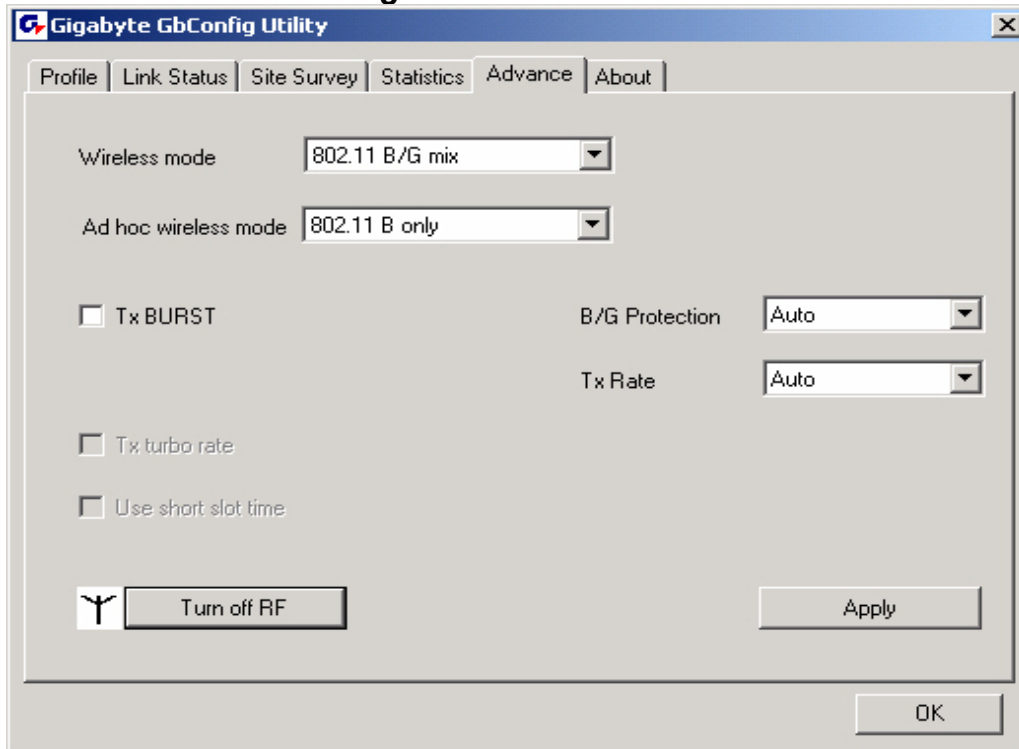 Gigabyte GbConfig Utility
Profile Link Status Site Survey Statistics Advance About
Wireless mode 802.11 B/G mix
Ad hoc wireless mode 802.11 B only
Tx BURST B/G Protection Auto
Tx Rate Auto
Tx turbo rate
Use short slot time
Turn off RF Apply
OK